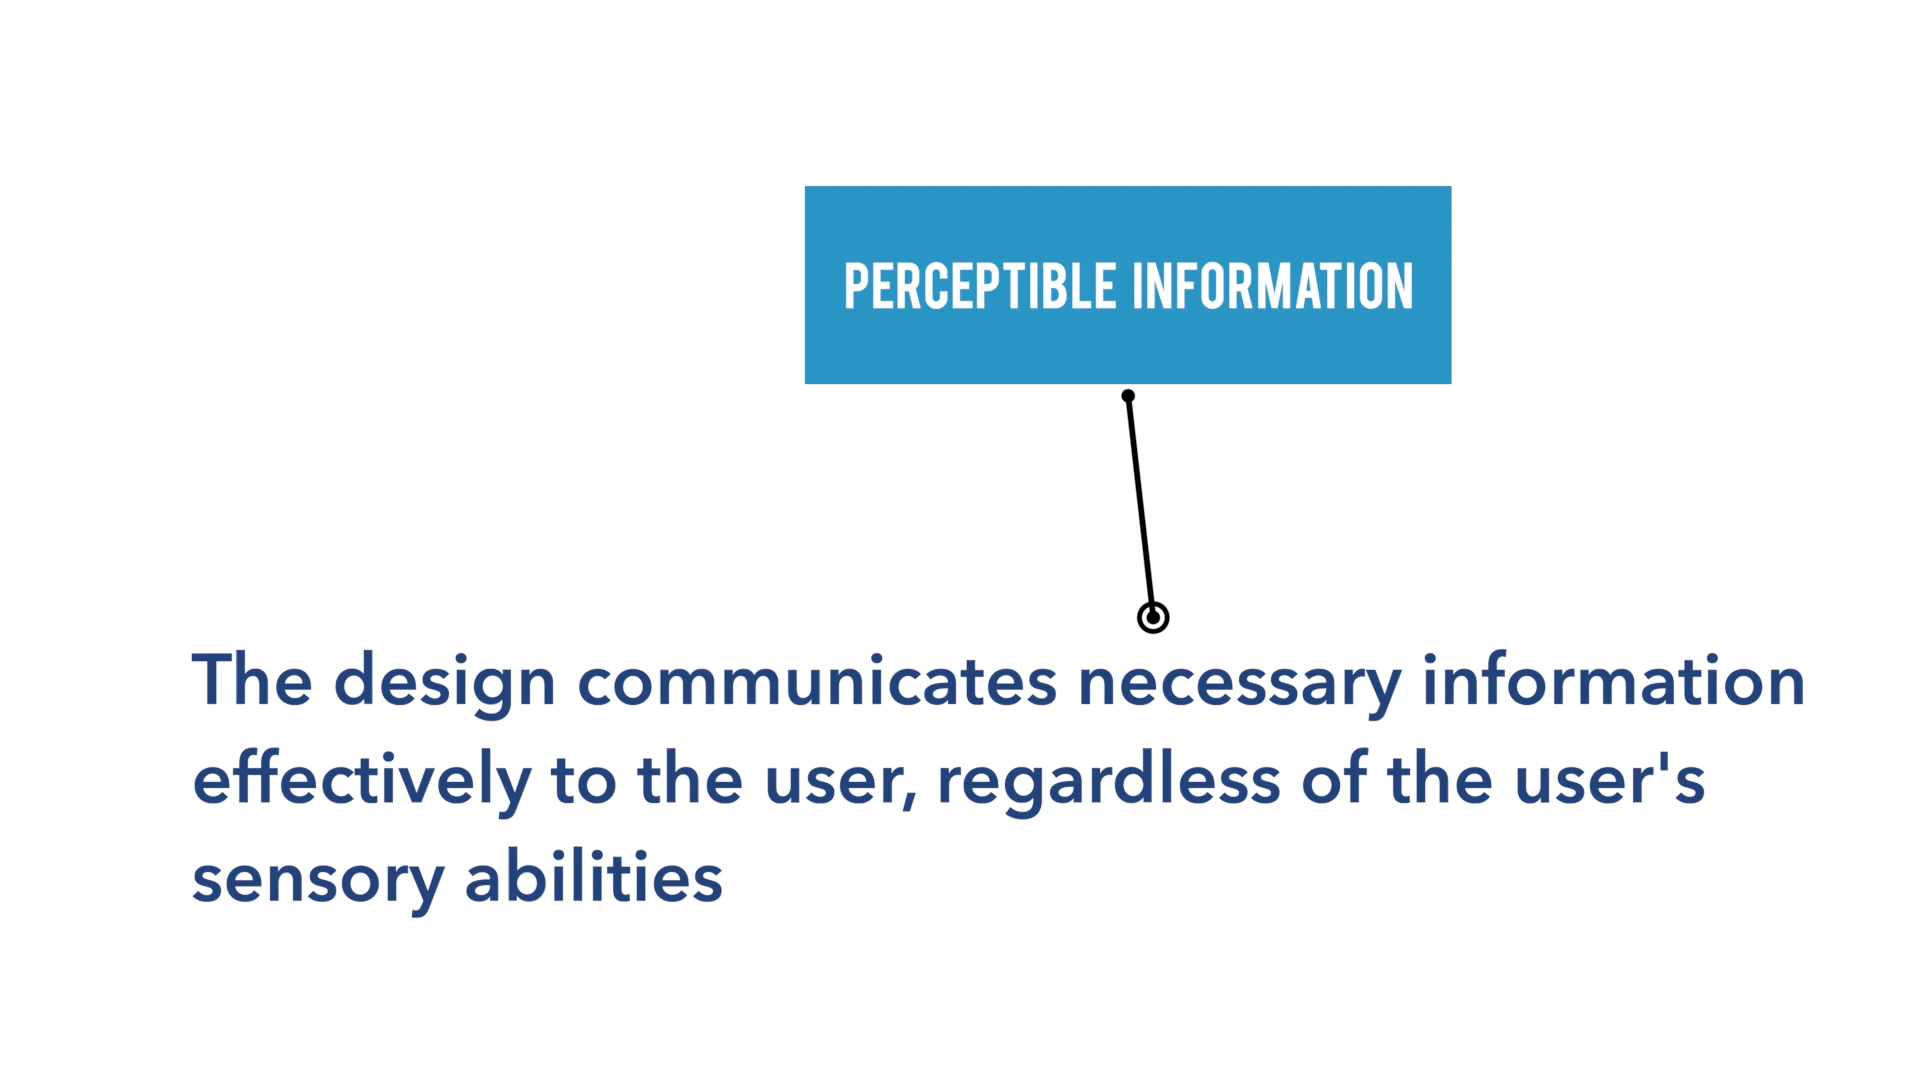 PERCEPTIBLE INFORMATION
The design communicates necessary information
effectively to the user, regardless of the user's
sensory abilities